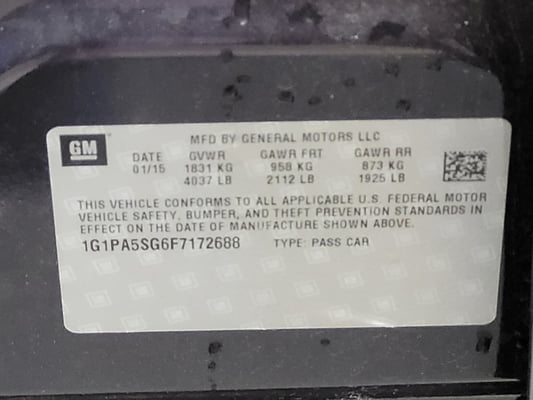 GM
MFD BY GENERAL MOTORS LLC
DATE GVWR GAWR FRT GAWR RR
01/15 1831 KG 958 KG 873 KG
4037 LB 2112 LB 1925 LB
THIS VEHICLE CONFORMS TO ALL APPLICABLE U.S. FEDERAL MOTOR
VEHICLE SAFETY, BUMPER, AND THEFT PREVENTION STANDARDS IN
EFFECT ON THE DATE OF MANUFACTURE SHOWN ABOVE.
1G1PA5SG6F7172688 TYPE: PASS CAR